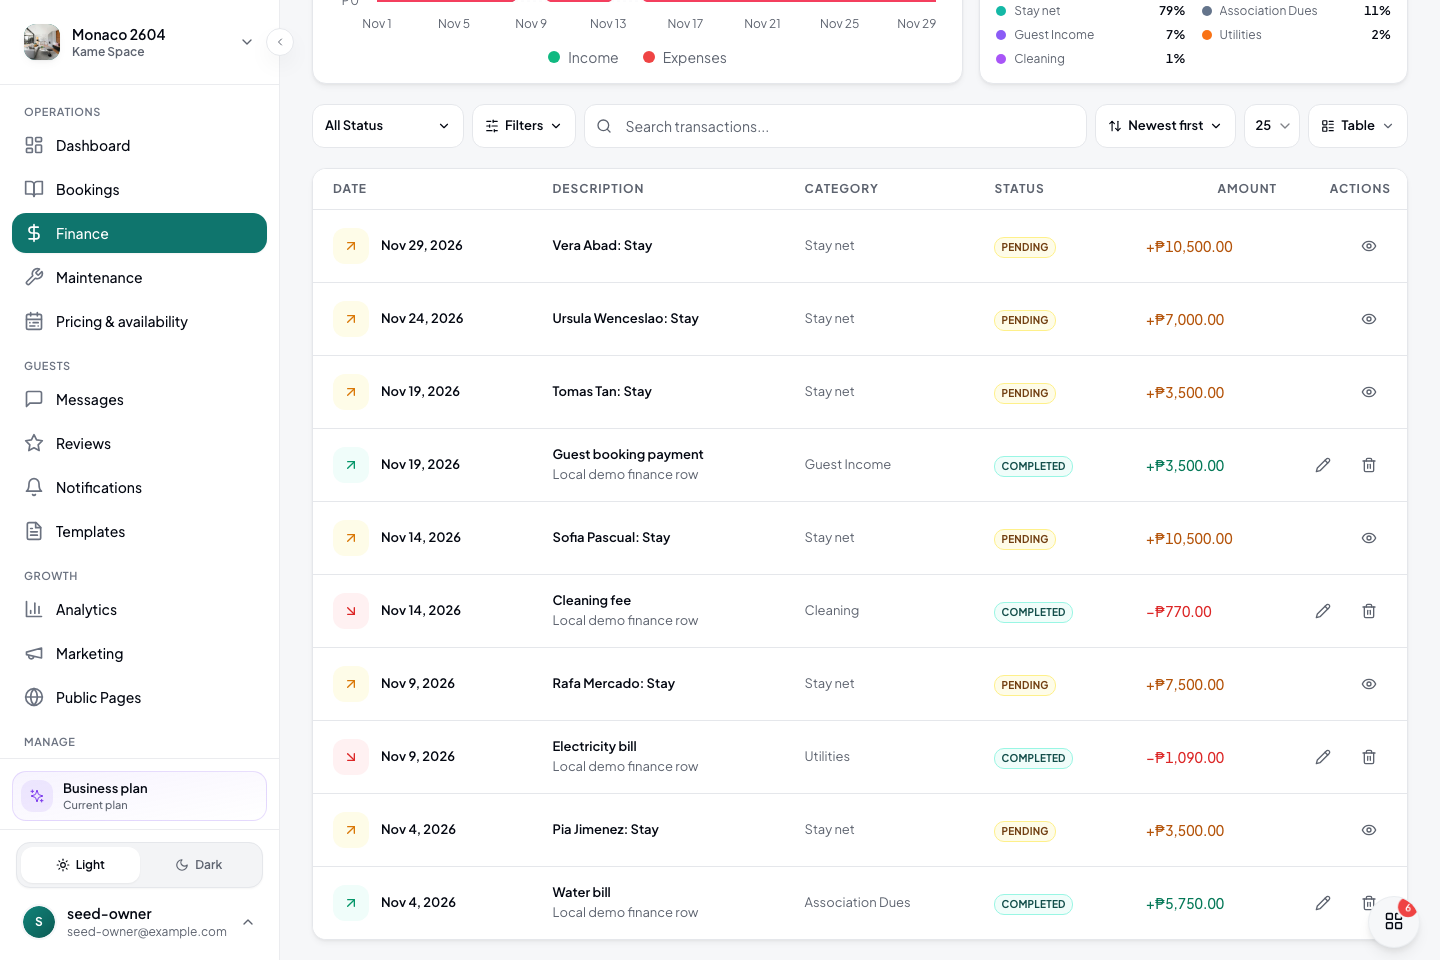 Monaco 2604
Kame Space
OPERATIONS
Dashboard
Bookings
Finance
Maintenance
Pricing & availability
GUESTS
Messages
Reviews
Notifications
Templates
GROWTH
Analytics
Marketing
Public Pages
MANAGE
Business plan
Current plan
Light
Dark
S
seed-owner
seed-owner@example.com
Nov 1
Nov 5
Nov 9
Nov 13
Nov 17
Nov 21
Nov 25
Nov 29
Income
Expenses
Stay net 79%
Association Dues 11%
Guest Income 7%
Utilities 2%
Cleaning 1%
All Status
Filters
Search transactions...
Newest first
25
Table
DATE DESCRIPTION CATEGORY STATUS AMOUNT ACTIONS
Nov 29, 2026 Vera Abad: Stay Stay net PENDING +₱10,500.00
Nov 24, 2026 Ursula Wenceslao: Stay Stay net PENDING +₱7,000.00
Nov 19, 2026 Tomas Tan: Stay Stay net PENDING +₱3,500.00
Nov 19, 2026 Guest booking payment Guest Income COMPLETED +₱3,500.00
Local demo finance row
Nov 14, 2026 Sofia Pascual: Stay Stay net PENDING +₱10,500.00
Nov 14, 2026 Cleaning fee Cleaning COMPLETED −₱770.00
Local demo finance row
Nov 9, 2026 Rafa Mercado: Stay Stay net PENDING +₱7,500.00
Nov 9, 2026 Electricity bill Utilities COMPLETED −₱1,090.00
Local demo finance row
Nov 4, 2026 Pia Jimenez: Stay Stay net PENDING +₱3,500.00
Nov 4, 2026 Water bill Association Dues COMPLETED +₱5,750.00
Local demo finance row
6